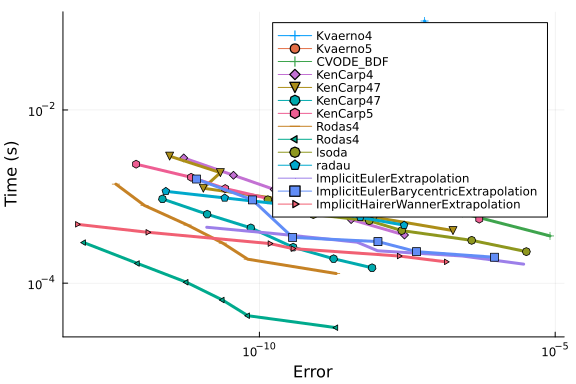 Time (s)
10⁻²
10⁻⁴
Kvaerno4
Kvaerno5
CVODE_BDF
KenCarp4
KenCarp47
KenCarp47
KenCarp5
Rodas4
Rodas4
lsoda
radau
ImplicitEulerExtrapolation
ImplicitEulerBarycentricExtrapolation
ImplicitHairerWannerExtrapolation
10⁻¹⁰
10⁻⁵
Error